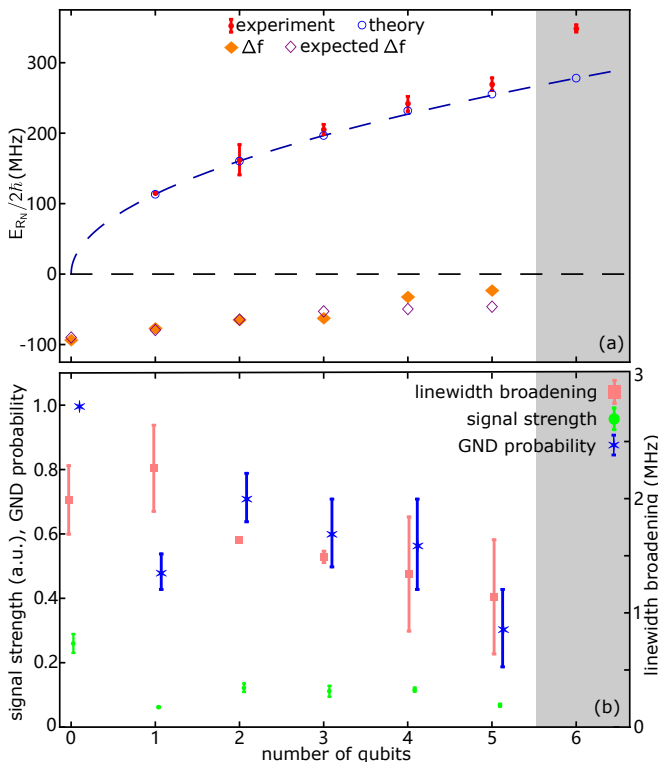 experiment theory
Δf expected Δf
E_{R_N}/2ℏ(MHz)
300
200
100
0
-100
(a)
signal strength (a.u.), GND probability
1.0
0.8
0.6
0.4
0.2
0
linewidth broadening
signal strength
GND probability
3
2
1
0
linewidth broadening (MHz)
(b)
0 1 2 3 4 5 6
number of qubits